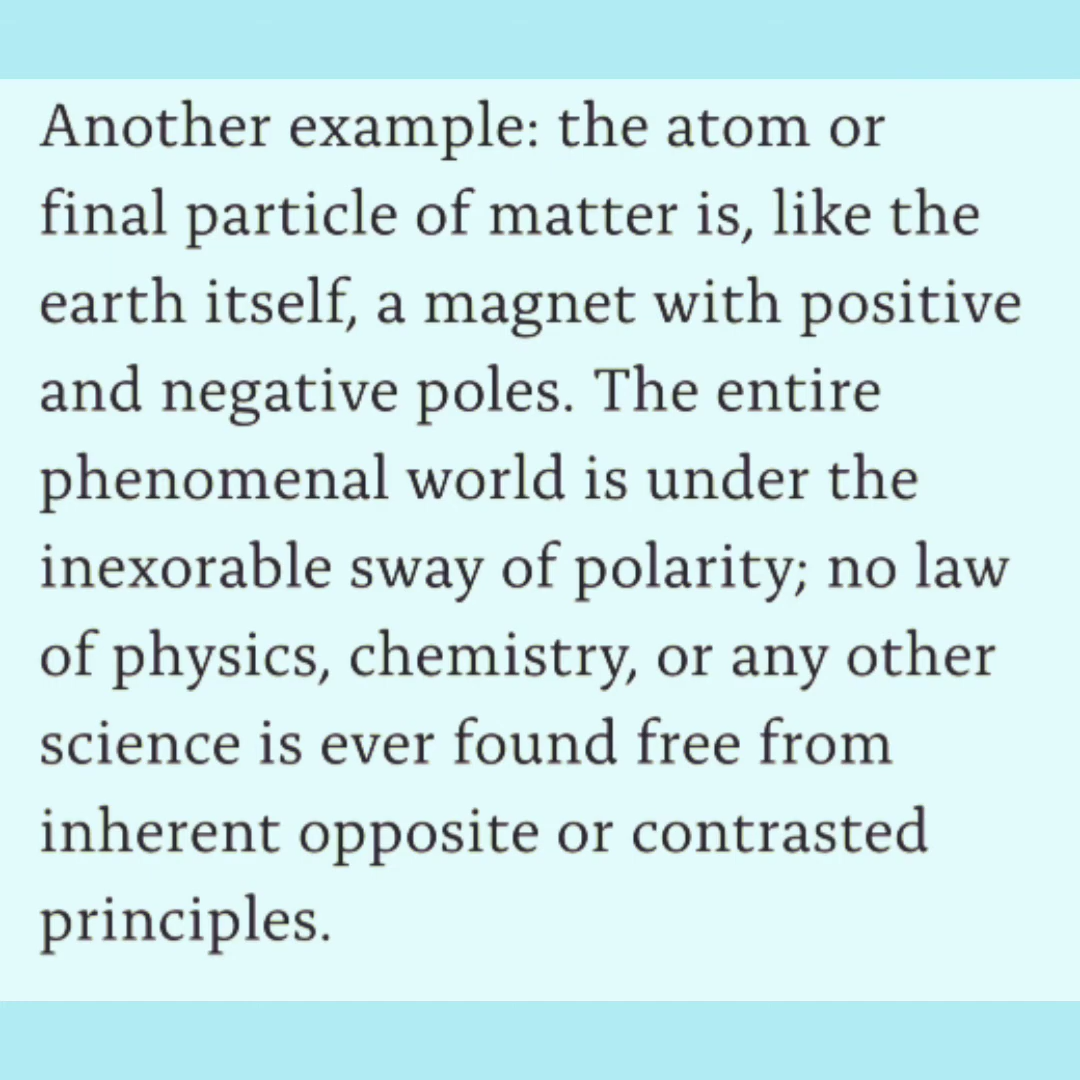 Another example: the atom or
final particle of matter is, like the
earth itself, a magnet with positive
and negative poles. The entire
phenomenal world is under the
inexorable sway of polarity; no law
of physics, chemistry, or any other
science is ever found free from
inherent opposite or contrasted
principles.